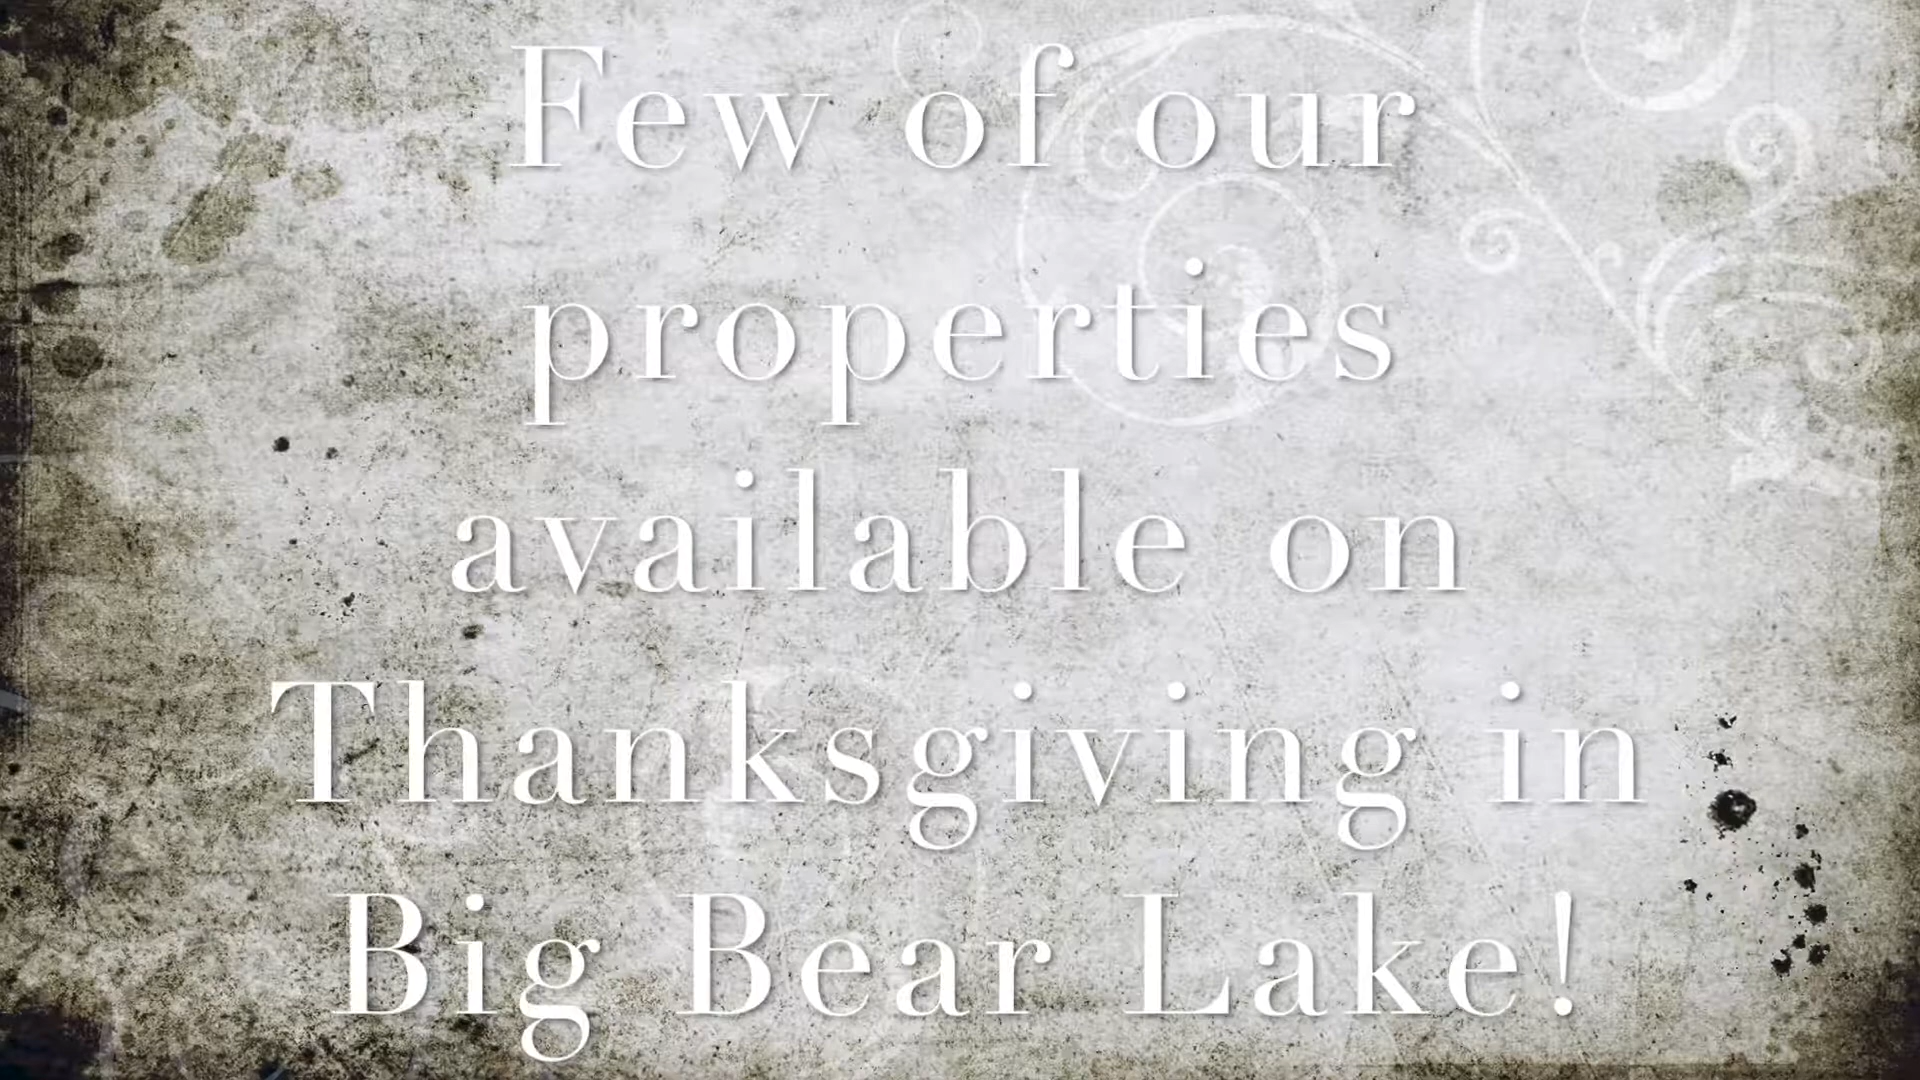 Few of our
properties
available on
Thanksgiving in
Big Bear Lake!